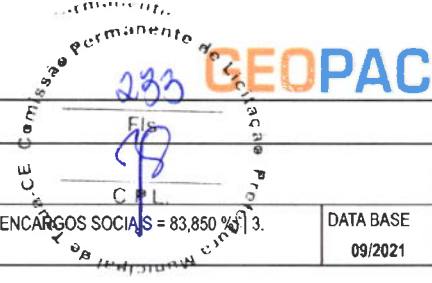 Comissão Permanente de Licitação
Prefeitura Municipal de Tauá-CE
GEOPAC
233
Fls
C.P.L.
ENCARGOS SOCIAIS = 83,850 % | 3.
DATA BASE
09/2021